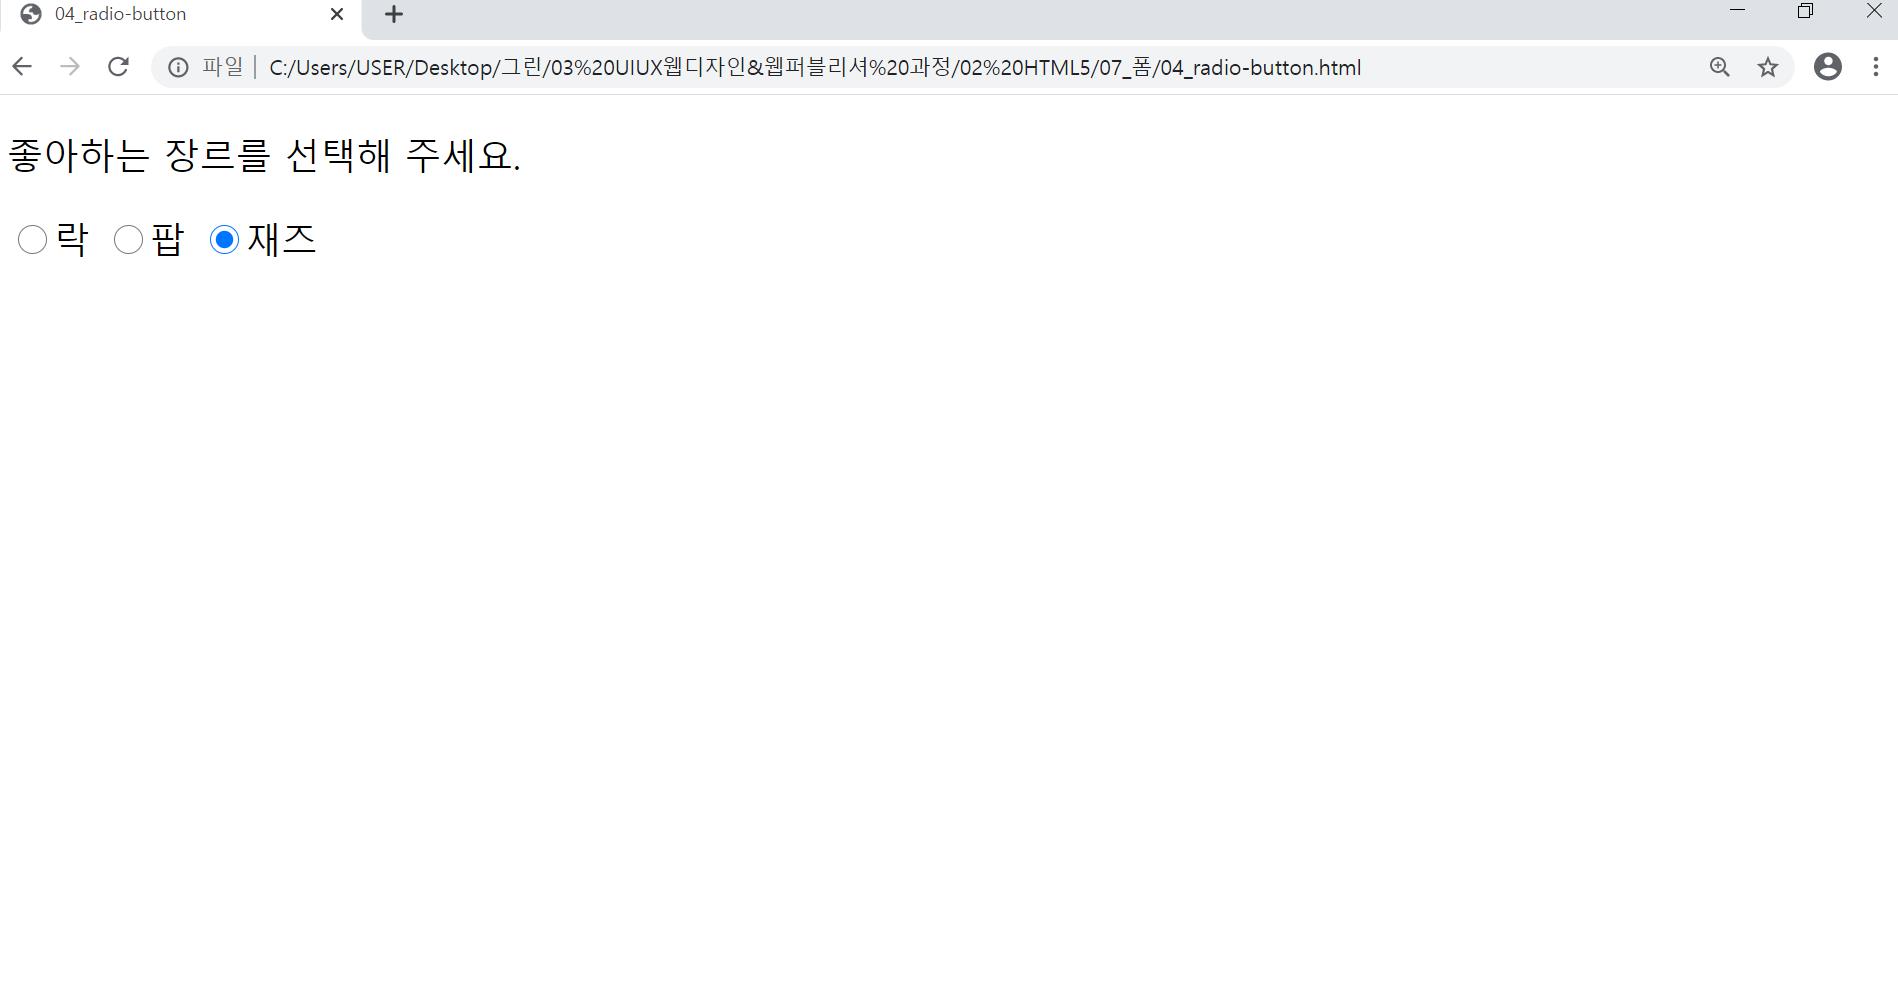 04_radio-button
파일 C:/Users/USER/Desktop/그린/03%20UIUX웹디자인&웹퍼블리셔%20과정/02%20HTML5/07_폼/04_radio-button.html
좋아하는 장르를 선택해 주세요.
락 팝 재즈